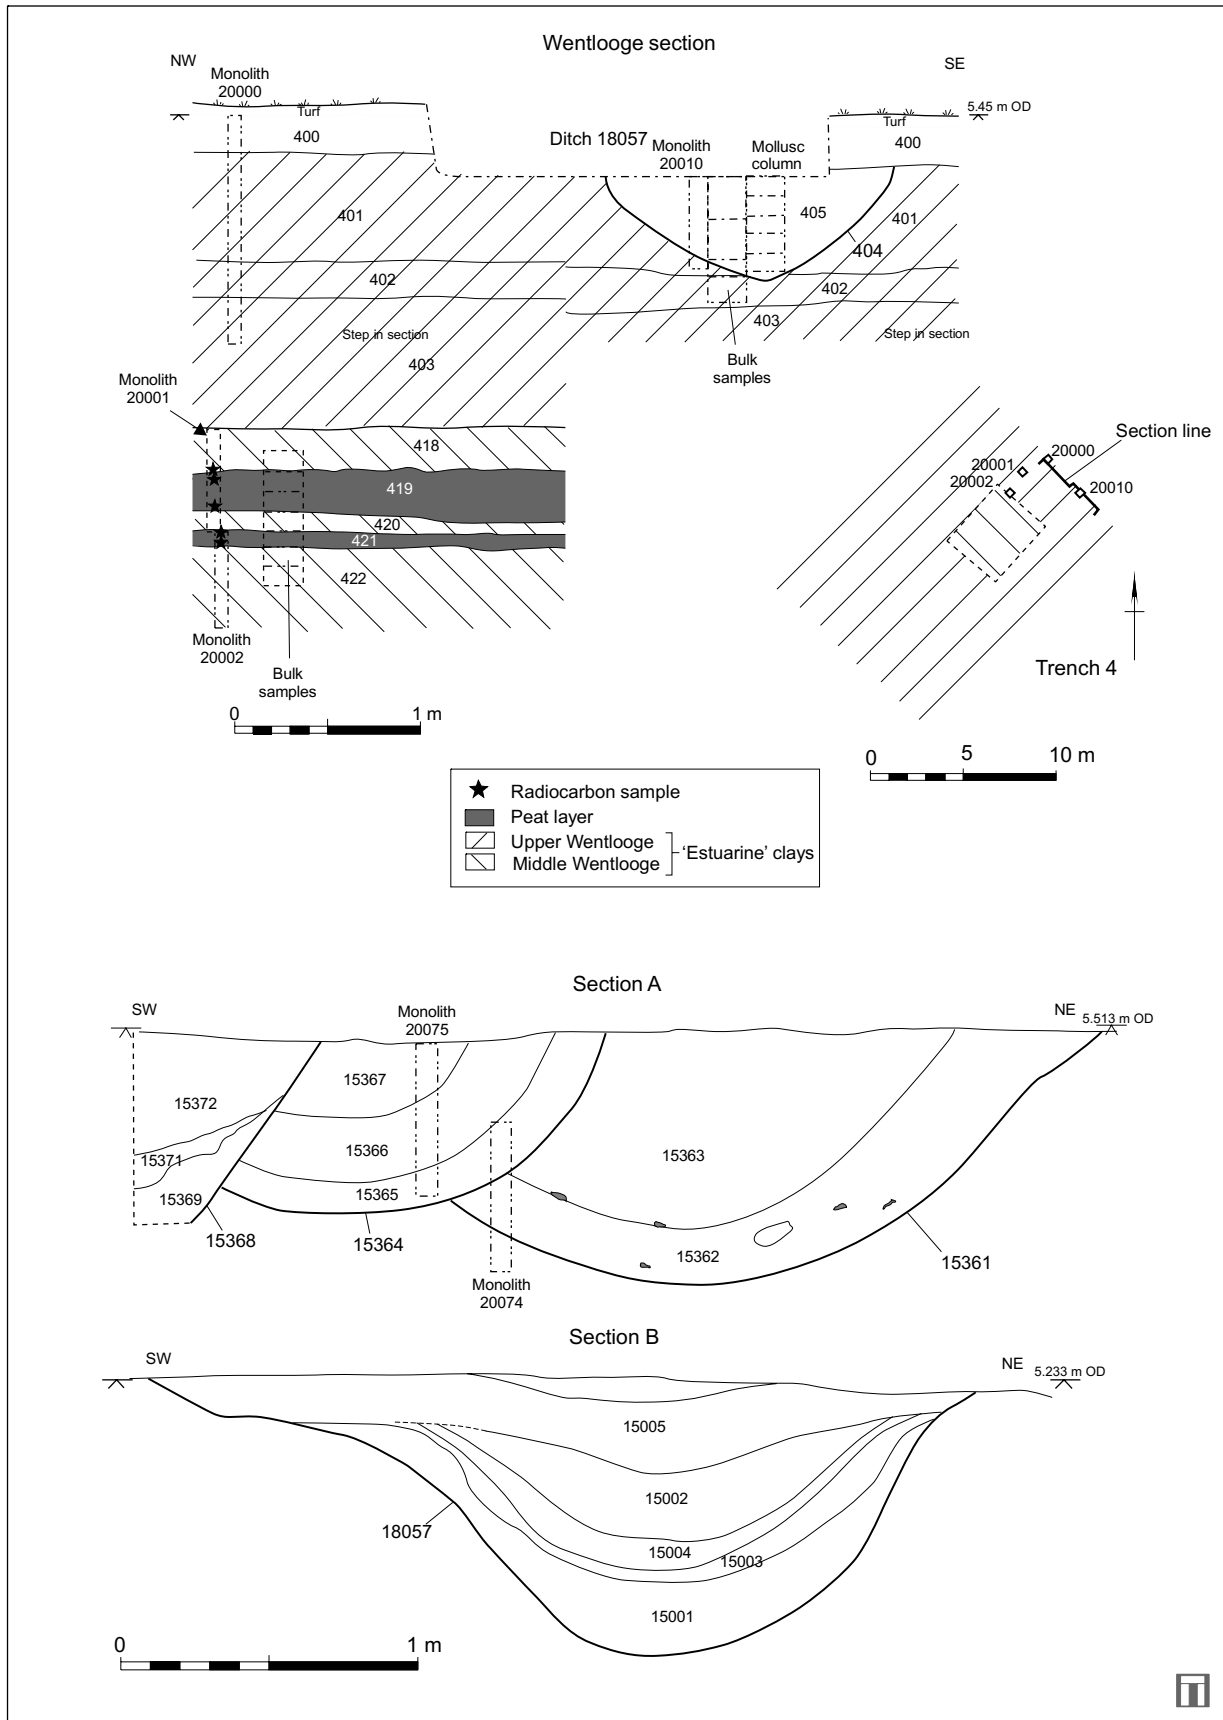 Wentlooge section
NW
SE
Monolith
20000
5.45 m OD
Turf
Turf
400
400
Ditch 18057
Monolith
20010
Mollusc
column
401
405
401
404
402
402
403
Step in section
Step in section
403
Bulk
samples
Monolith
20001
418
419
420
421
422
Monolith
20002
Bulk
samples
0
1 m
Section line
20000
20001
20002
20010
Trench 4
0
5
10 m
Radiocarbon sample
Peat layer
Upper Wentlooge
Middle Wentlooge
‘Estuarine’ clays
Section A
SW
NE
5.513 m OD
Monolith
20075
15367
15372
15366
15363
15371
15369
15365
15368
15364
15362
15361
Monolith
20074
Section B
SW
NE
5.233 m OD
15005
15002
18057
15004
15003
15001
0
1 m